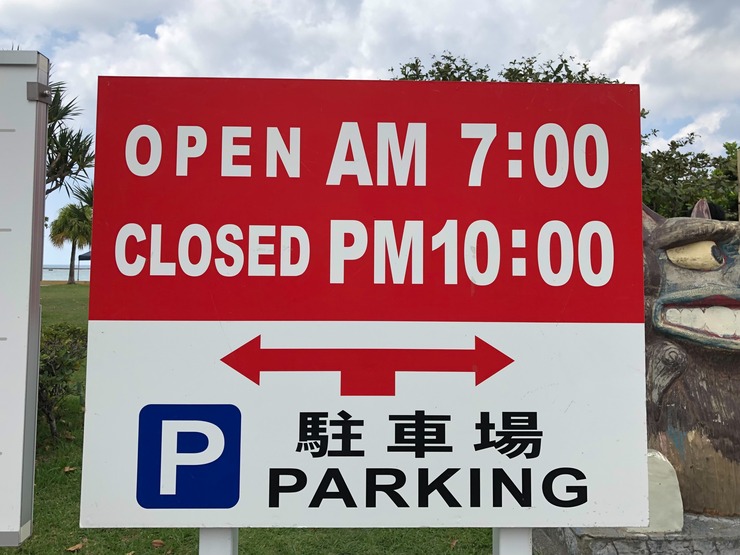 OPEN AM 7:00
CLOSED PM10:00
P 駐車場
PARKING